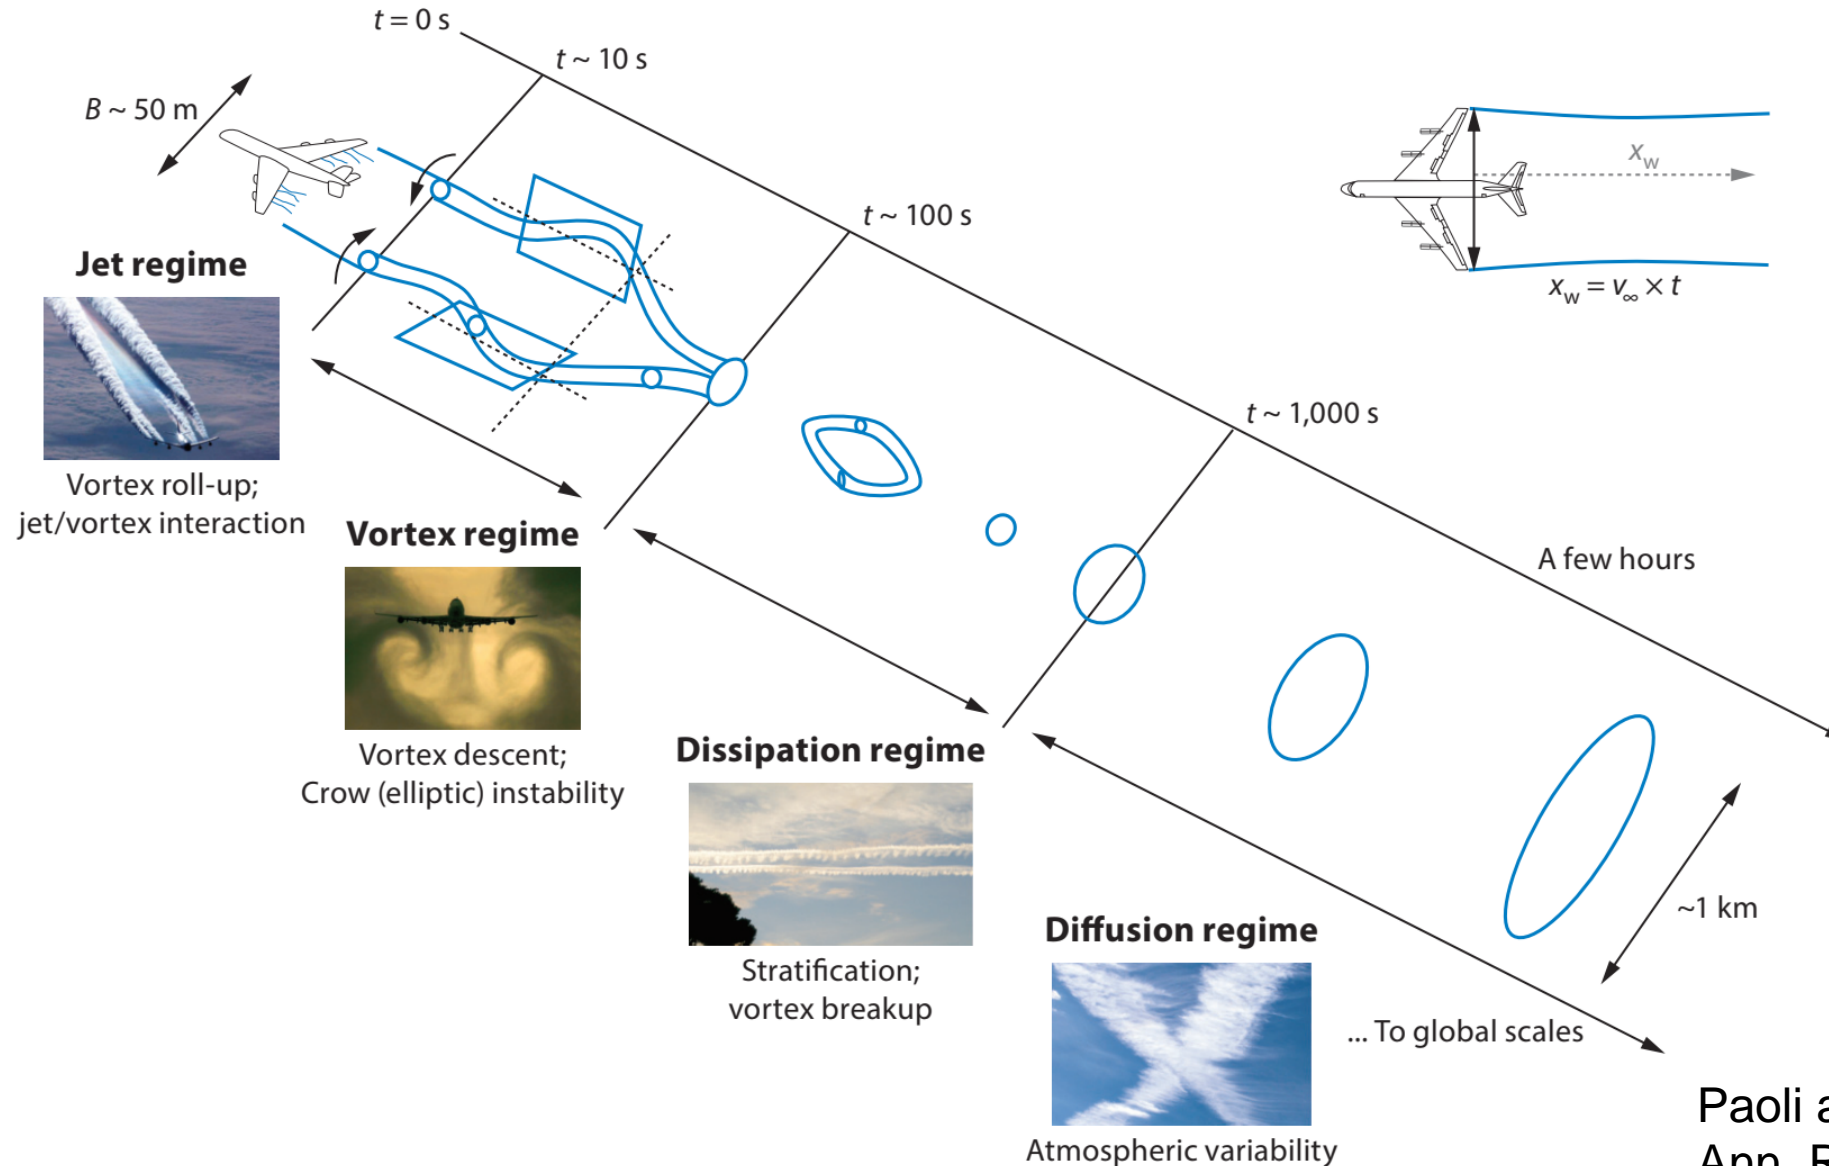 t = 0 s
t ~ 10 s
B ~ 50 m
t ~ 100 s
x_w
x_w = v_∞ × t
Jet regime
Vortex roll-up;
jet/vortex interaction
t ~ 1,000 s
Vortex regime
Vortex descent;
Crow (elliptic) instability
A few hours
Dissipation regime
Stratification;
vortex breakup
~1 km
Diffusion regime
... To global scales
Atmospheric variability
Paoli